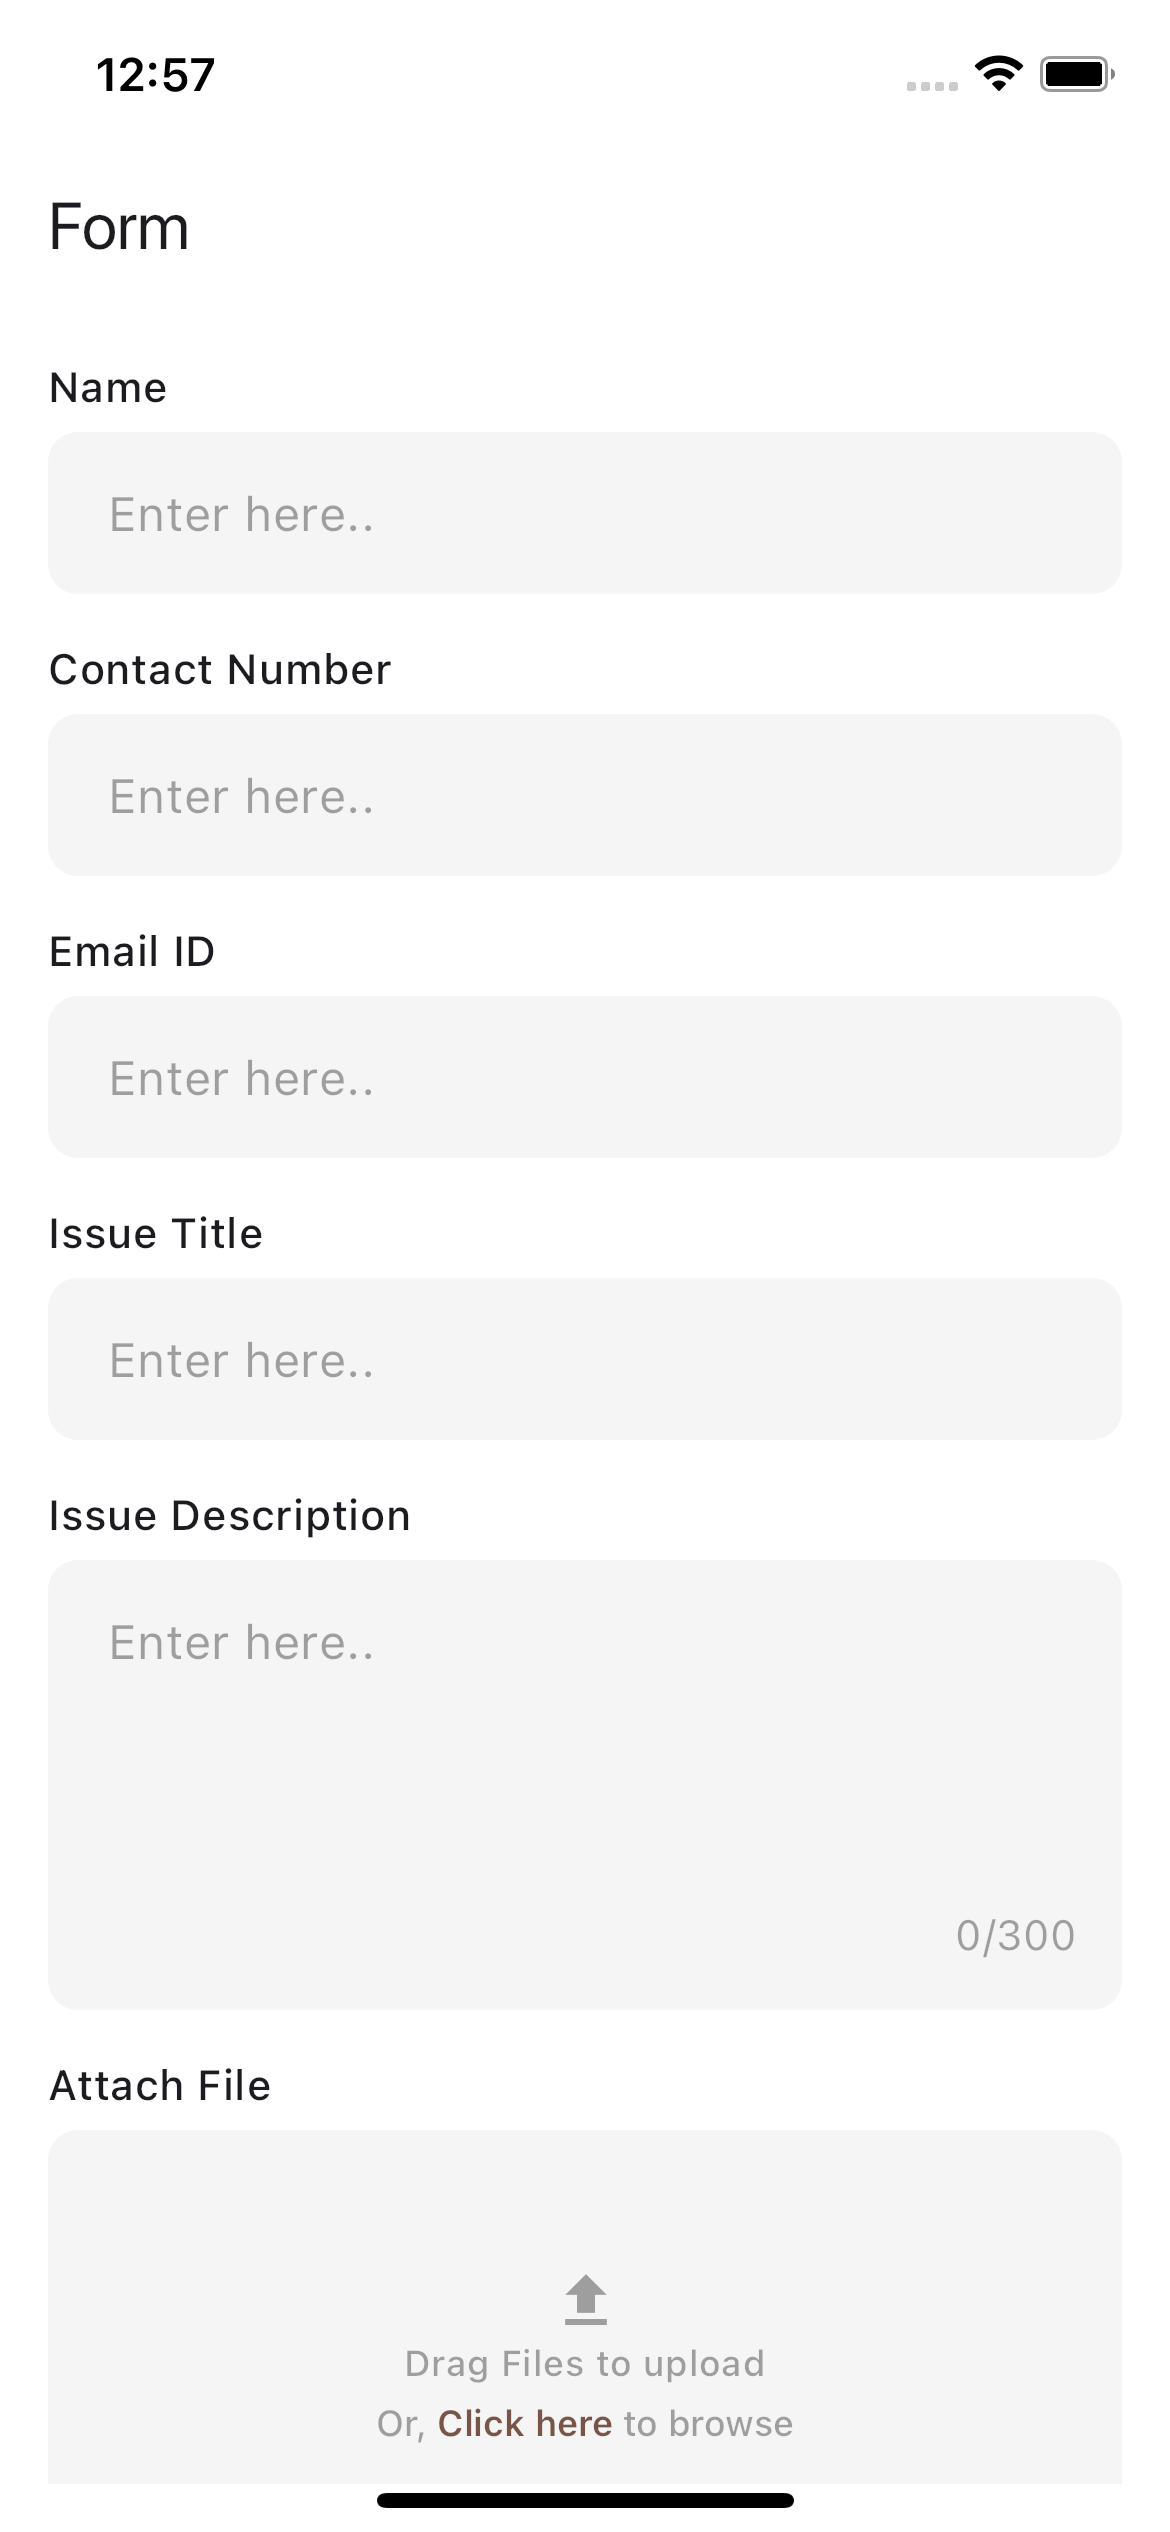 12:57
Form
Name
Enter here..
Contact Number
Enter here..
Email ID
Enter here..
Issue Title
Enter here..
Issue Description
Enter here..
0/300
Attach File
Drag Files to upload
Or, Click here to browse